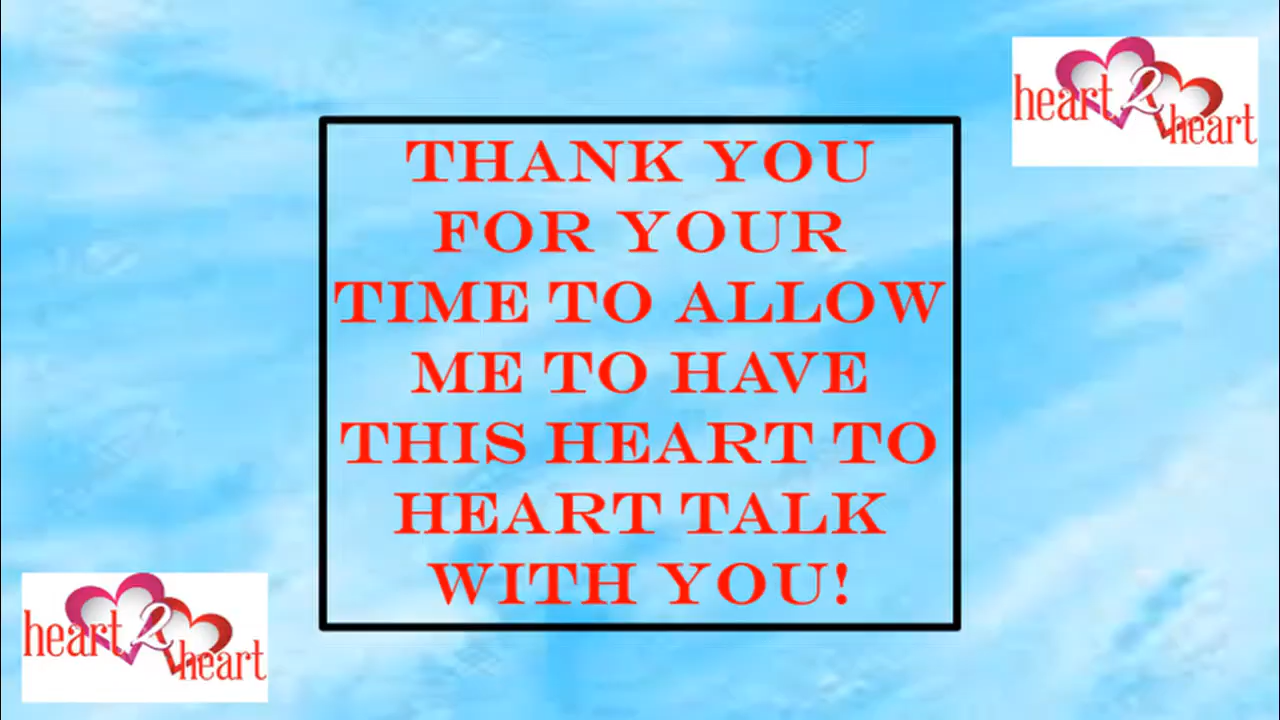 heart 2 heart
THANK YOU
FOR YOUR
TIME TO ALLOW
ME TO HAVE
THIS HEART TO
HEART TALK
WITH YOU!
heart 2 heart